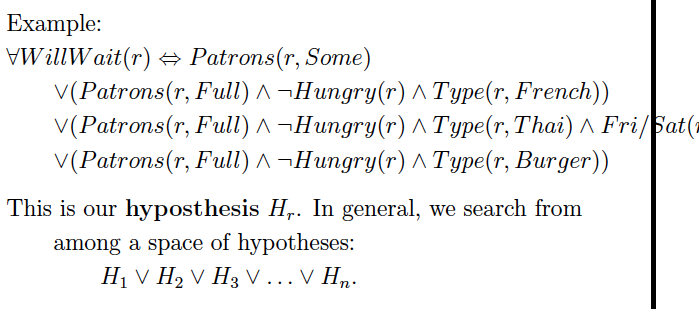 Example:
∀WillWait(r) ⇔ Patrons(r, Some)
∨(Patrons(r, Full) ∧ ¬Hungry(r) ∧ Type(r, French))
∨(Patrons(r, Full) ∧ ¬Hungry(r) ∧ Type(r, Thai) ∧ Fri/Sat(r
∨(Patrons(r, Full) ∧ ¬Hungry(r) ∧ Type(r, Burger))
This is our hyposthesis H_r. In general, we search from
among a space of hypotheses:
H_1 ∨ H_2 ∨ H_3 ∨ … ∨ H_n.